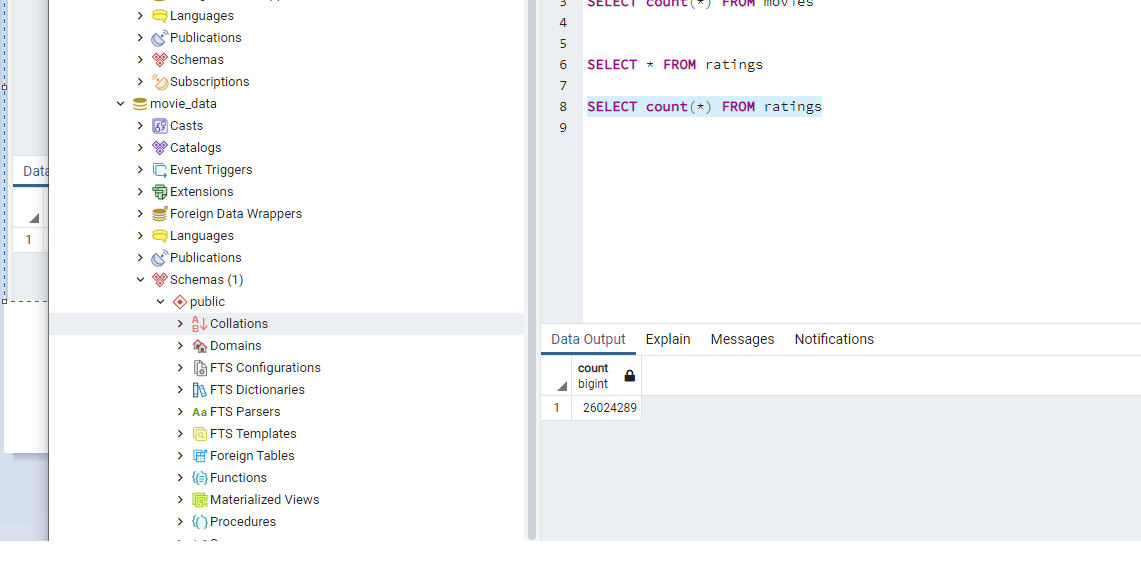 Languages
Publications
Schemas
Subscriptions
movie_data
Casts
Catalogs
Event Triggers
Extensions
Foreign Data Wrappers
Languages
Publications
Schemas (1)
public
Collations
Domains
FTS Configurations
FTS Dictionaries
Aa FTS Parsers
FTS Templates
Foreign Tables
Functions
Materialized Views
Procedures
Data
1
3 SELECT count(*) FROM movies
4
5
6 SELECT * FROM ratings
7
8 SELECT count(*) FROM ratings
9
Data Output Explain Messages Notifications
count
bigint
1 26024289